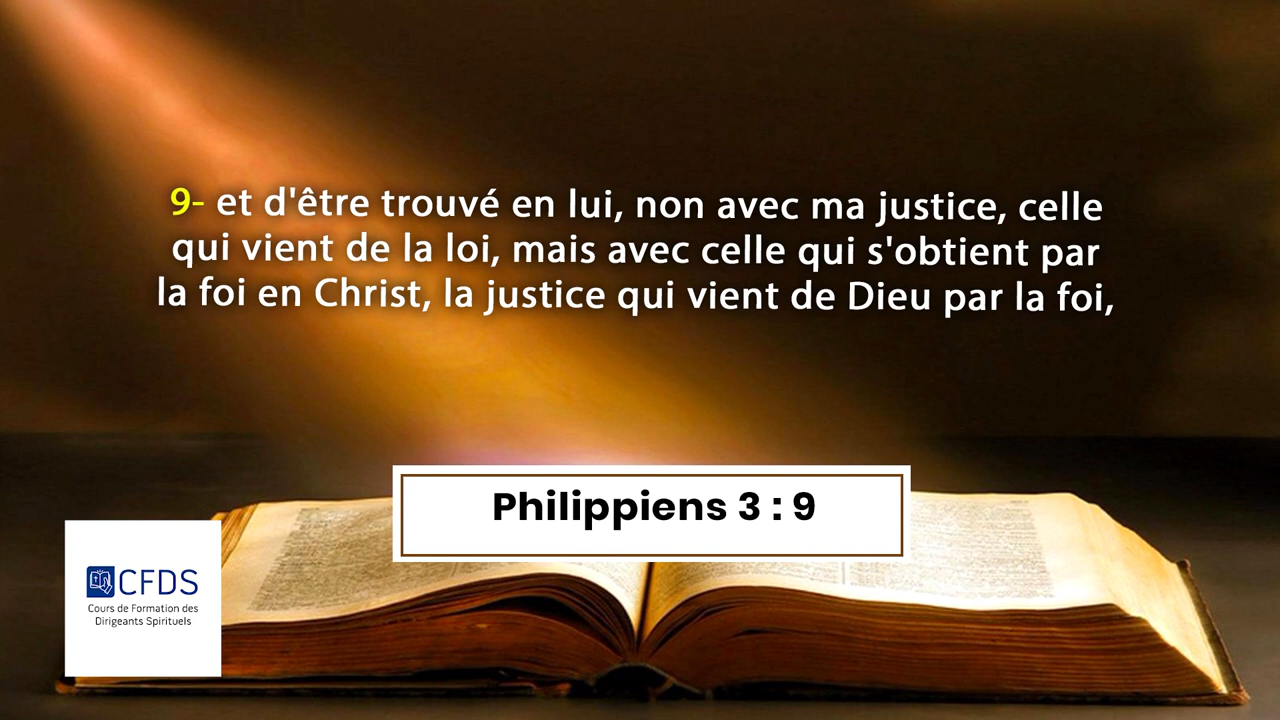 9- et d'être trouvé en lui, non avec ma justice, celle
qui vient de la loi, mais avec celle qui s'obtient par
la foi en Christ, la justice qui vient de Dieu par la foi,
Philippiens 3 : 9
CFDS
Cours de Formation des
Dirigeants Spirituels